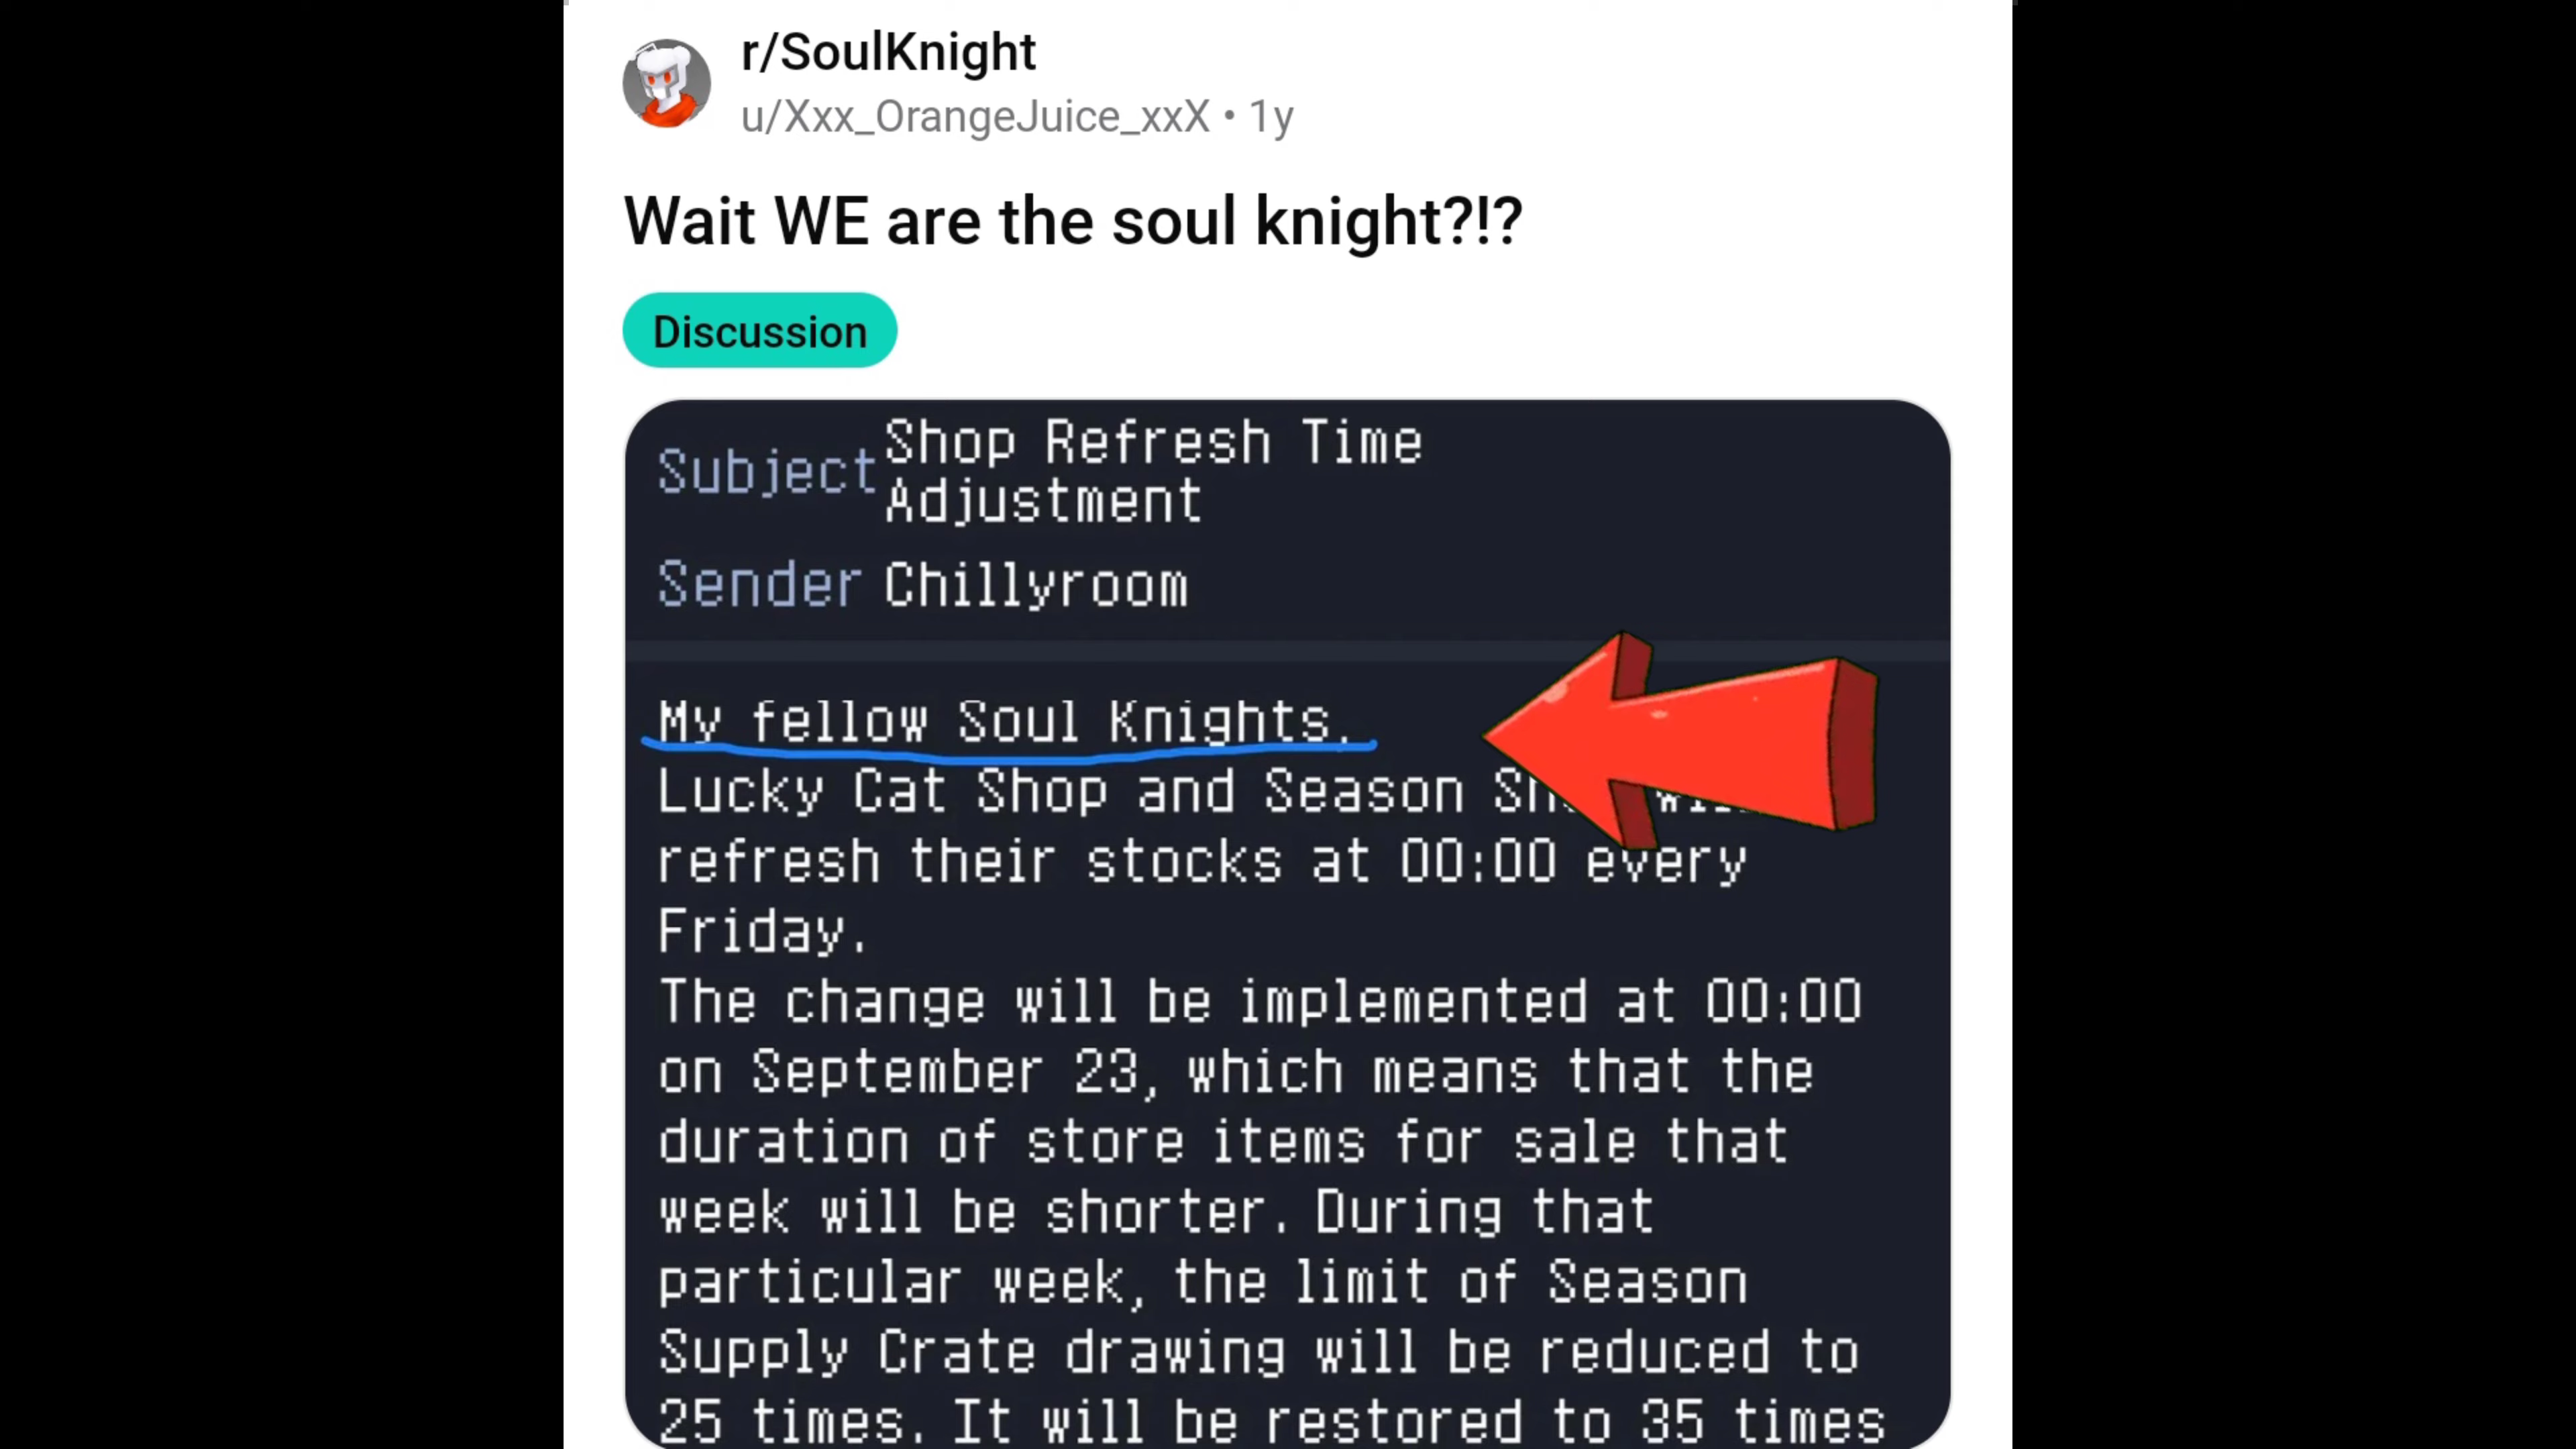 r/SoulKnight
u/Xxx_OrangeJuice_xxX • 1y
Wait WE are the soul knight?!?
Discussion
Subject Shop Refresh Time
Adjustment
Sender Chillyroom
My fellow Soul Knights,
Lucky Cat Shop and Season
refresh their stocks at 00:00 every
Friday.
The change will be implemented at 00:00
on September 23, which means that the
duration of store items for sale that
week will be shorter. During that
particular week, the limit of Season
Supply Crate drawing will be reduced to
25 times. It will be restored to 35 times